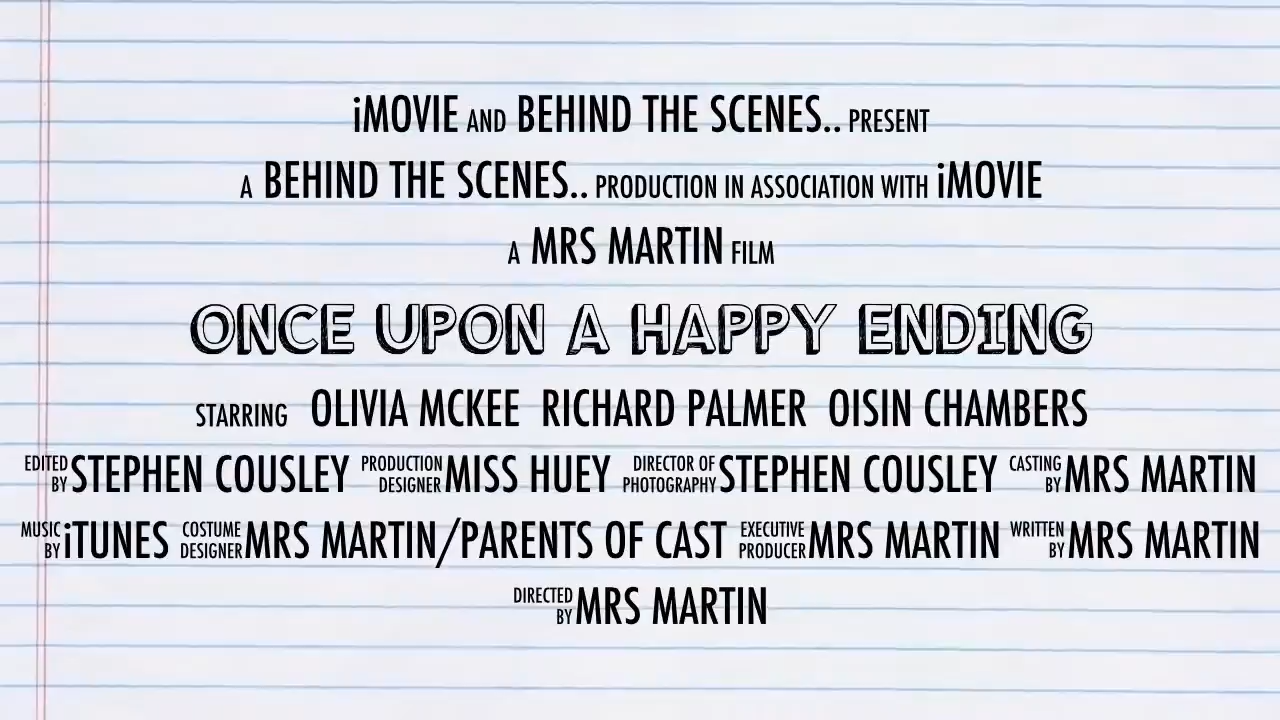 iMOVIE AND BEHIND THE SCENES.. PRESENT
A BEHIND THE SCENES.. PRODUCTION IN ASSOCIATION WITH iMOVIE
A MRS MARTIN FILM
ONCE UPON A HAPPY ENDING
STARRING OLIVIA MCKEE RICHARD PALMER OISIN CHAMBERS
EDITED BY STEPHEN COUSLEY PRODUCTION DESIGNER MISS HUEY DIRECTOR OF PHOTOGRAPHY STEPHEN COUSLEY CASTING BY MRS MARTIN
MUSIC BY iTUNES COSTUME DESIGNER MRS MARTIN/PARENTS OF CAST EXECUTIVE PRODUCER MRS MARTIN WRITTEN BY MRS MARTIN
DIRECTED BY MRS MARTIN